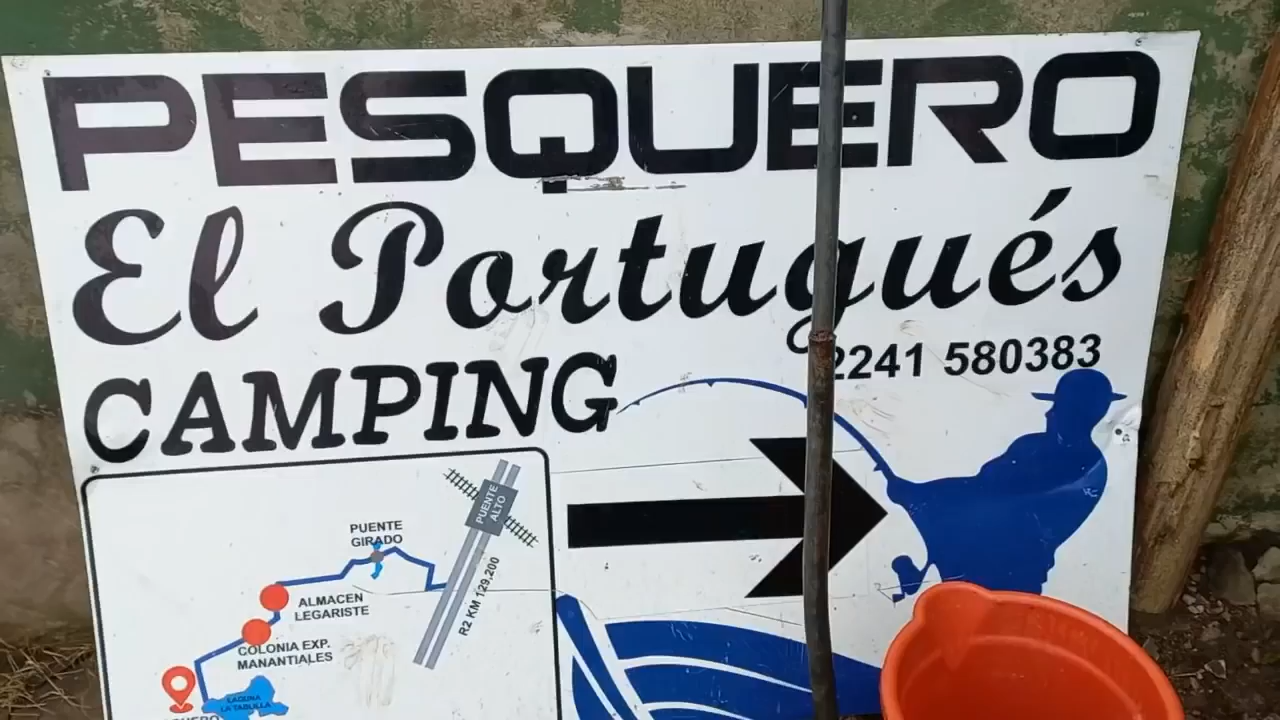 PESQUERO
El Portugués
2241 580383
CAMPING
PUENTE
ALTO
PUENTE
GIRADO
R2 KM 129,200
ALMACEN
LEGARISTE
COLONIA EXP.
MANANTIALES
LAGUNA
LA TABLILLA